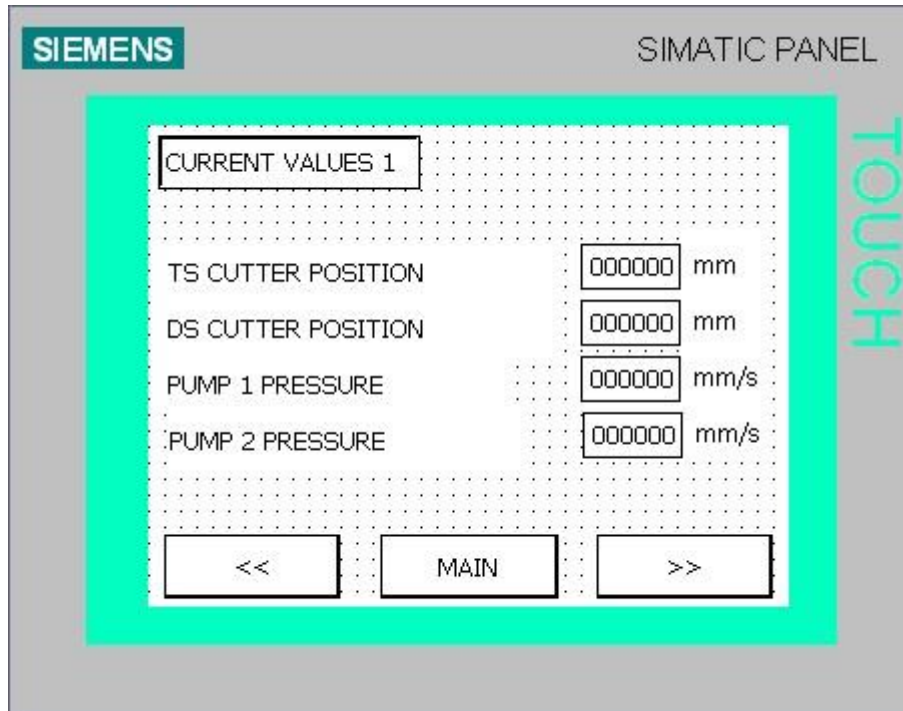 SIEMENS
SIMATIC PANEL
TOUCH
CURRENT VALUES 1
TS CUTTER POSITION 000000 mm
DS CUTTER POSITION 000000 mm
PUMP 1 PRESSURE 000000 mm/s
PUMP 2 PRESSURE 000000 mm/s
<< MAIN >>